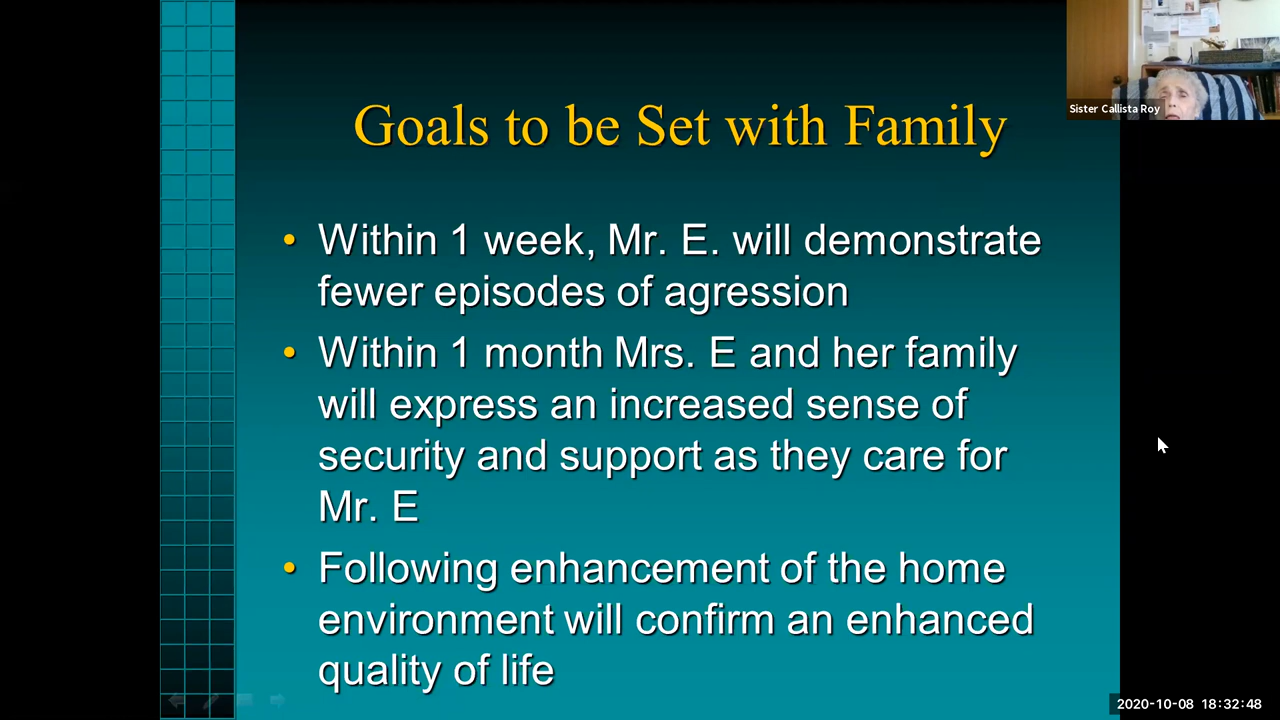 Goals to be Set with Family
• Within 1 week, Mr. E. will demonstrate
fewer episodes of agression
• Within 1 month Mrs. E and her family
will express an increased sense of
security and support as they care for
Mr. E
• Following enhancement of the home
environment will confirm an enhanced
quality of life
Sister Callista Roy
2020-10-08 18:32:48